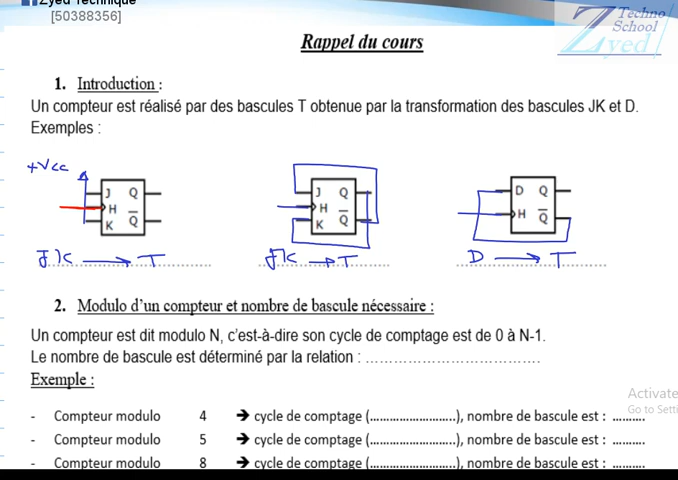 Zyed Technique
[50388356]
Techno
School
Zyed
Rappel du cours
1. Introduction :
Un compteur est réalisé par des bascules T obtenue par la transformation des bascules JK et D.
Exemples :
+Vcc
J Q
H
K Q̅
J Q
H
K Q̅
D Q
H Q̅
JK → T
JK → T
D → T
2. Modulo d’un compteur et nombre de bascule nécessaire :
Un compteur est dit modulo N, c’est-à-dire son cycle de comptage est de 0 à N-1.
Le nombre de bascule est déterminé par la relation : ........................................
Exemple :
- Compteur modulo 4 ➔ cycle de comptage (..........................), nombre de bascule est : ..........
- Compteur modulo 5 ➔ cycle de comptage (..........................), nombre de bascule est : ..........
- Compteur modulo 8 ➔ cycle de comptage (..........................), nombre de bascule est : ..........
Activate
Go to Setti